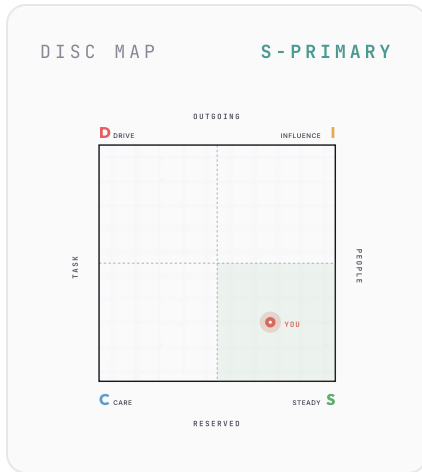 DISC MAP
S-PRIMARY
OUTGOING
D DRIVE
INFLUENCE I
TASK
PEOPLE
YOU
C CARE
STEADY S
RESERVED